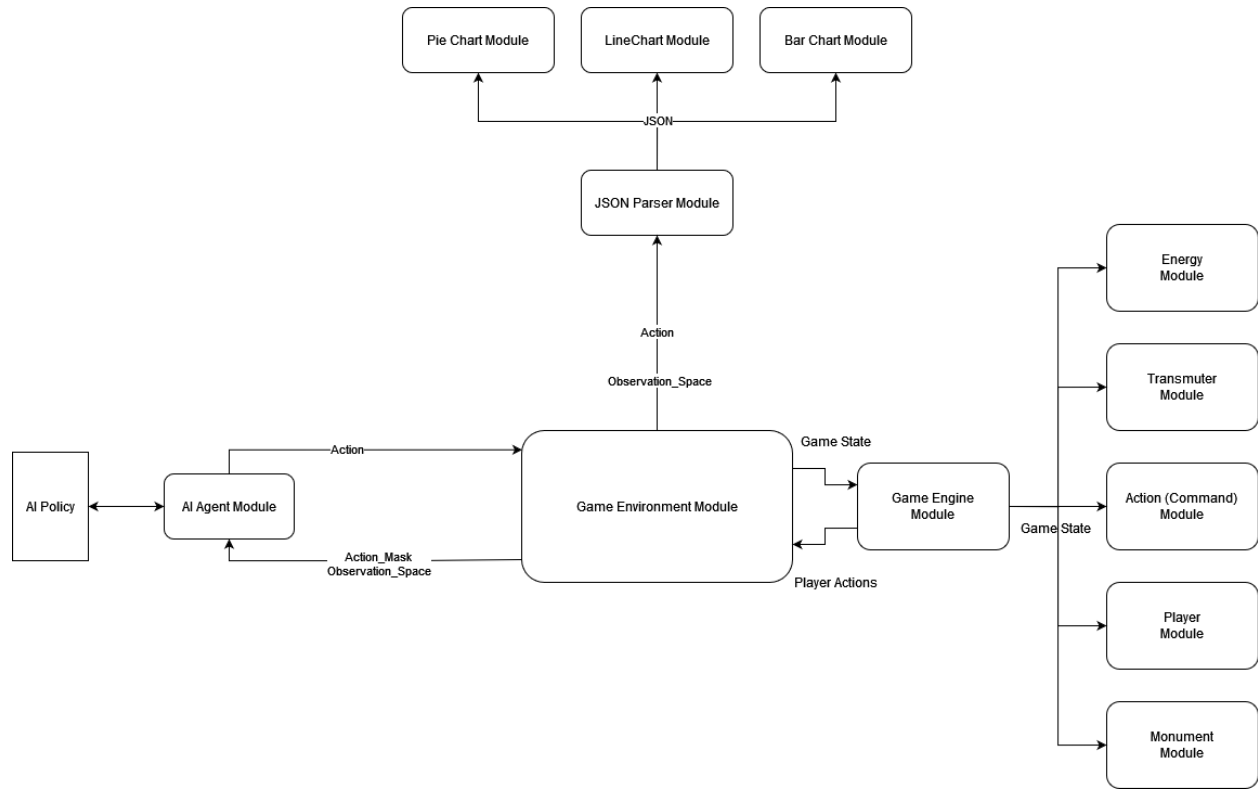 Pie Chart Module
LineChart Module
Bar Chart Module
JSON
JSON Parser Module
Action
Observation_Space
Energy
Module
Transmuter
Module
Action
Game State
AI Policy
AI Agent Module
Game Environment Module
Game Engine
Module
Action (Command)
Module
Game State
Action_Mask
Observation_Space
Player Actions
Player
Module
Monument
Module